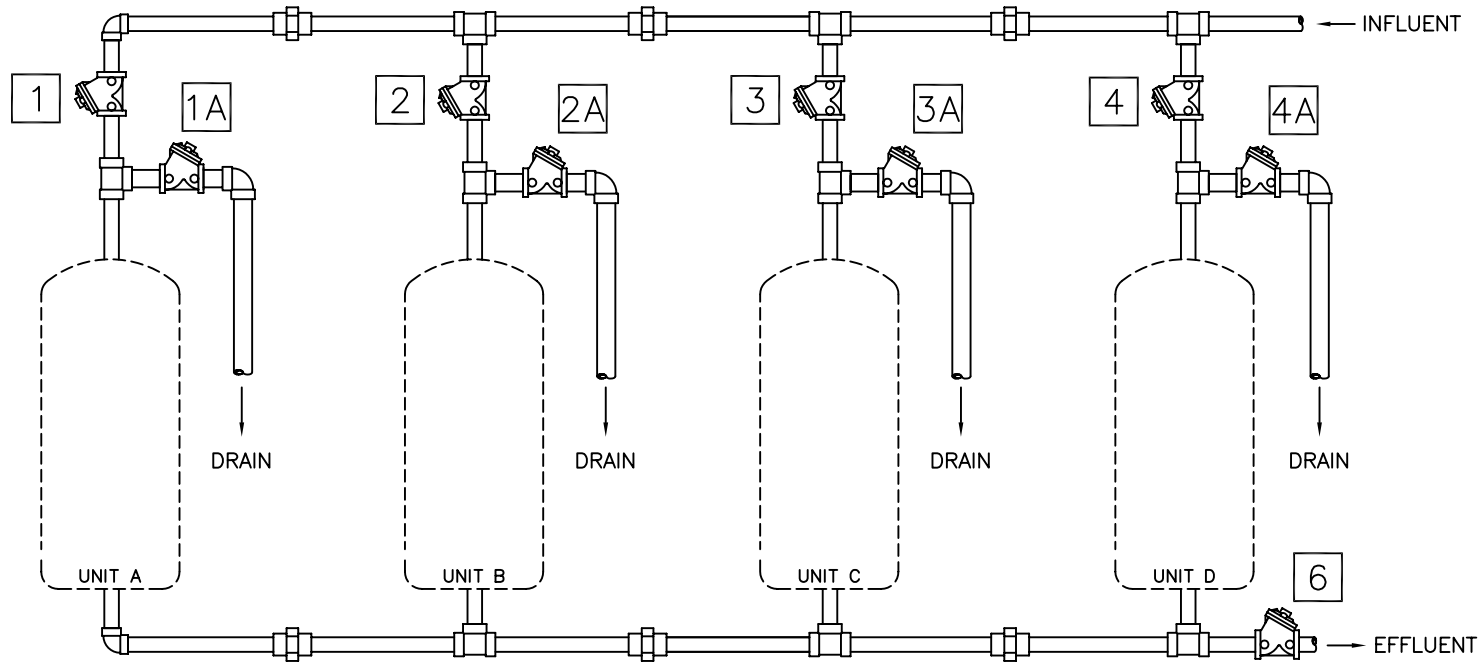 INFLUENT
1
1A
2
2A
3
3A
4
4A
DRAIN
DRAIN
DRAIN
DRAIN
UNIT A
UNIT B
UNIT C
UNIT D
6
EFFLUENT